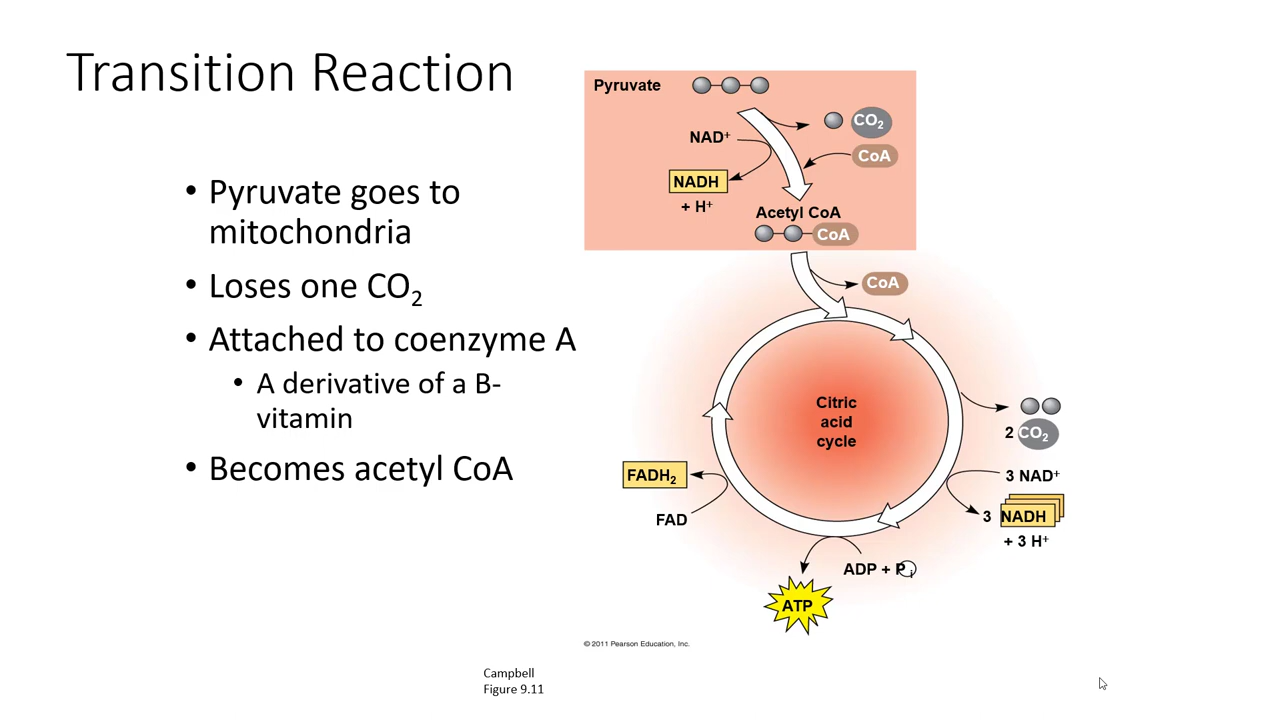 Transition Reaction
• Pyruvate goes to
mitochondria
• Loses one CO₂
• Attached to coenzyme A
• A derivative of a B-
vitamin
• Becomes acetyl CoA
Pyruvate
CO₂
NAD⁺
CoA
NADH
+ H⁺
Acetyl CoA
CoA
CoA
Citric
acid
cycle
2 CO₂
3 NAD⁺
3 NADH
+ 3 H⁺
FADH₂
FAD
ADP + Pᵢ
ATP
© 2011 Pearson Education, Inc.
Campbell
Figure 9.11